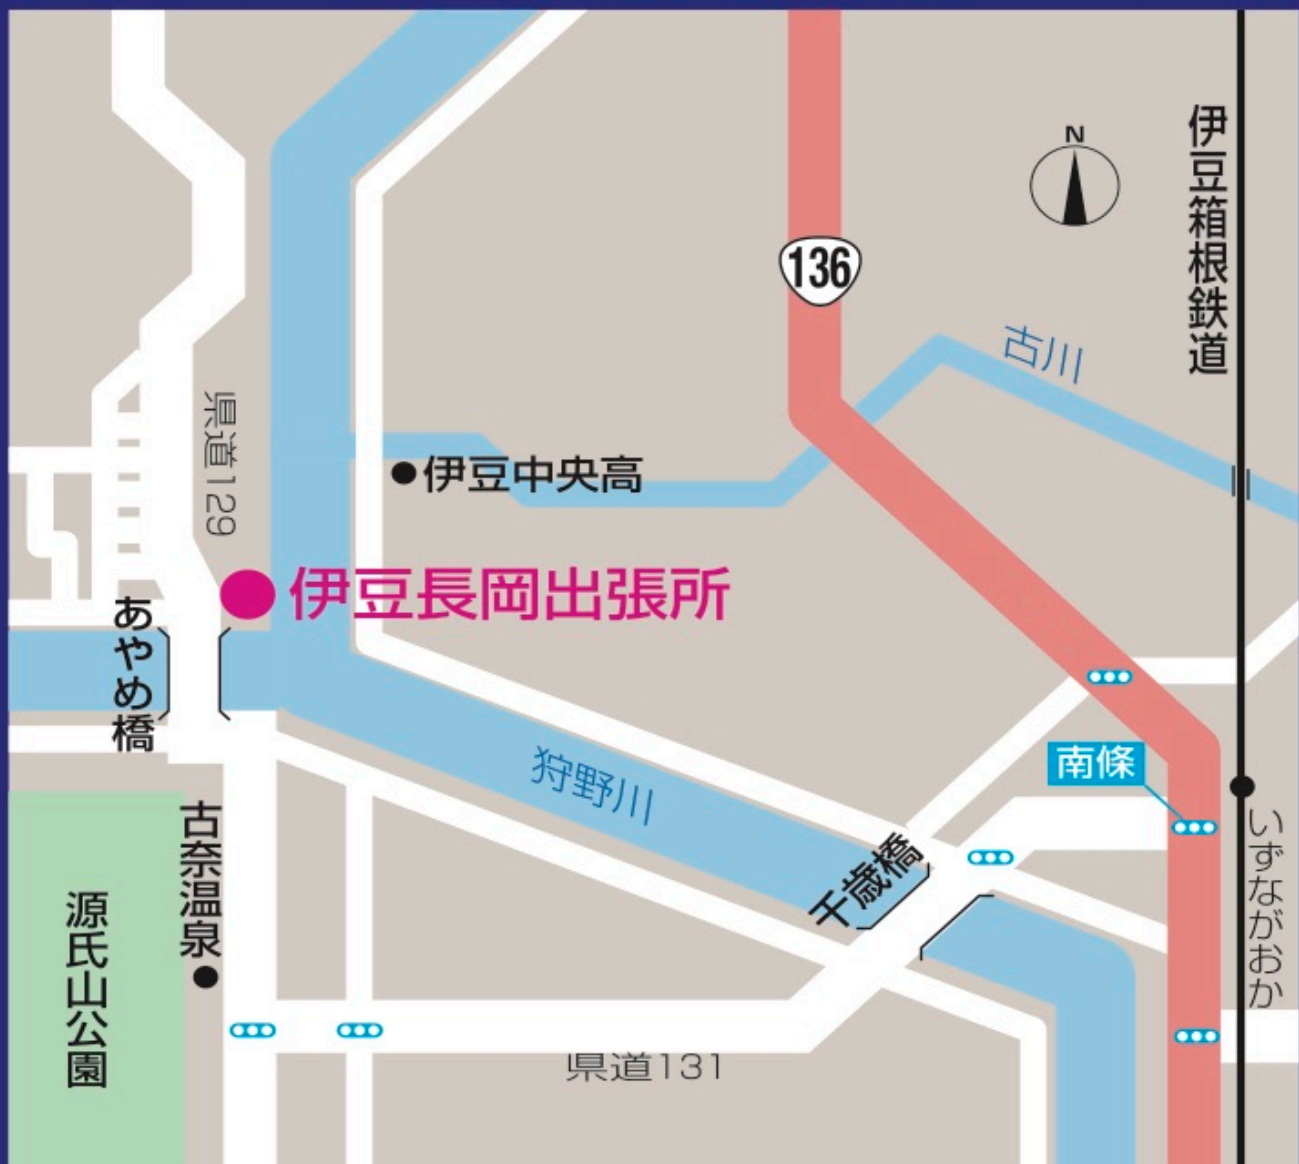 N
伊豆箱根鉄道
136
古川
県道129
伊豆中央高
伊豆長岡出張所
あやめ橋
狩野川
南條
古奈温泉
千歳橋
いずながおか
源氏山公園
県道131